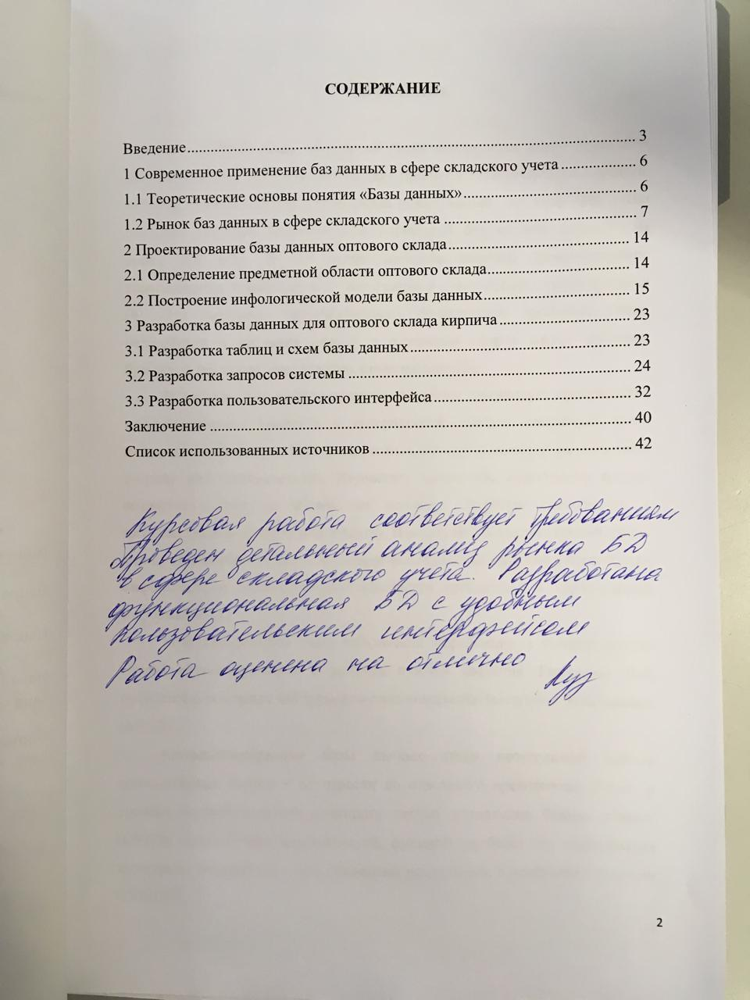 СОДЕРЖАНИЕ
Введение 3
1 Современное применение баз данных в сфере складского учета 6
1.1 Теоретические основы понятия «Базы данных» 6
1.2 Рынок баз данных в сфере складского учета 7
2 Проектирование базы данных оптового склада 14
2.1 Определение предметной области оптового склада 14
2.2 Построение инфологической модели базы данных 15
3 Разработка базы данных для оптового склада кирпича 23
3.1 Разработка таблиц и схем базы данных 23
3.2 Разработка запросов системы 24
3.3 Разработка пользовательского интерфейса 32
Заключение 40
Список использованных источников 42
Курсовая работа соответствует требованиям
Проведен детальный анализ рынка БД
в сфере складского учета. Разработана
функциональная БД с удобным
пользовательским интерфейсом
Работа оценена на отлично
2